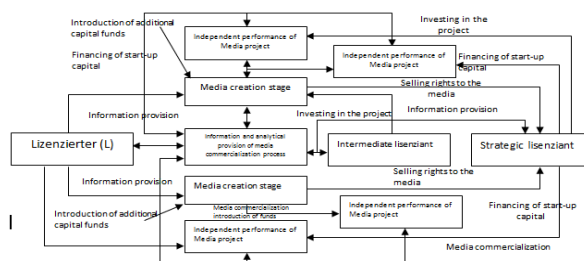 Introduction of additional
capital funds
Investing in the
project
Independent performance of
Media project
Financing of start-up
capital
Independent performance of
Media project
Financing of start-up
capital
Media creation stage
Selling rights to the
media
Information provision
Information provision
Investing in the project
Lizenzierter (L)
Information and analytical
provision of media
commercialization process
Intermediate lisenziant
Strategic lisenziant
Information provision
Media creation stage
Selling rights to the
media
Introduction of additional
capital funds
Media commercialization
introduction of funds
Independent performance of
Media project
Financing of start-up
capital
Independent performance of
Media project
Media commercialization